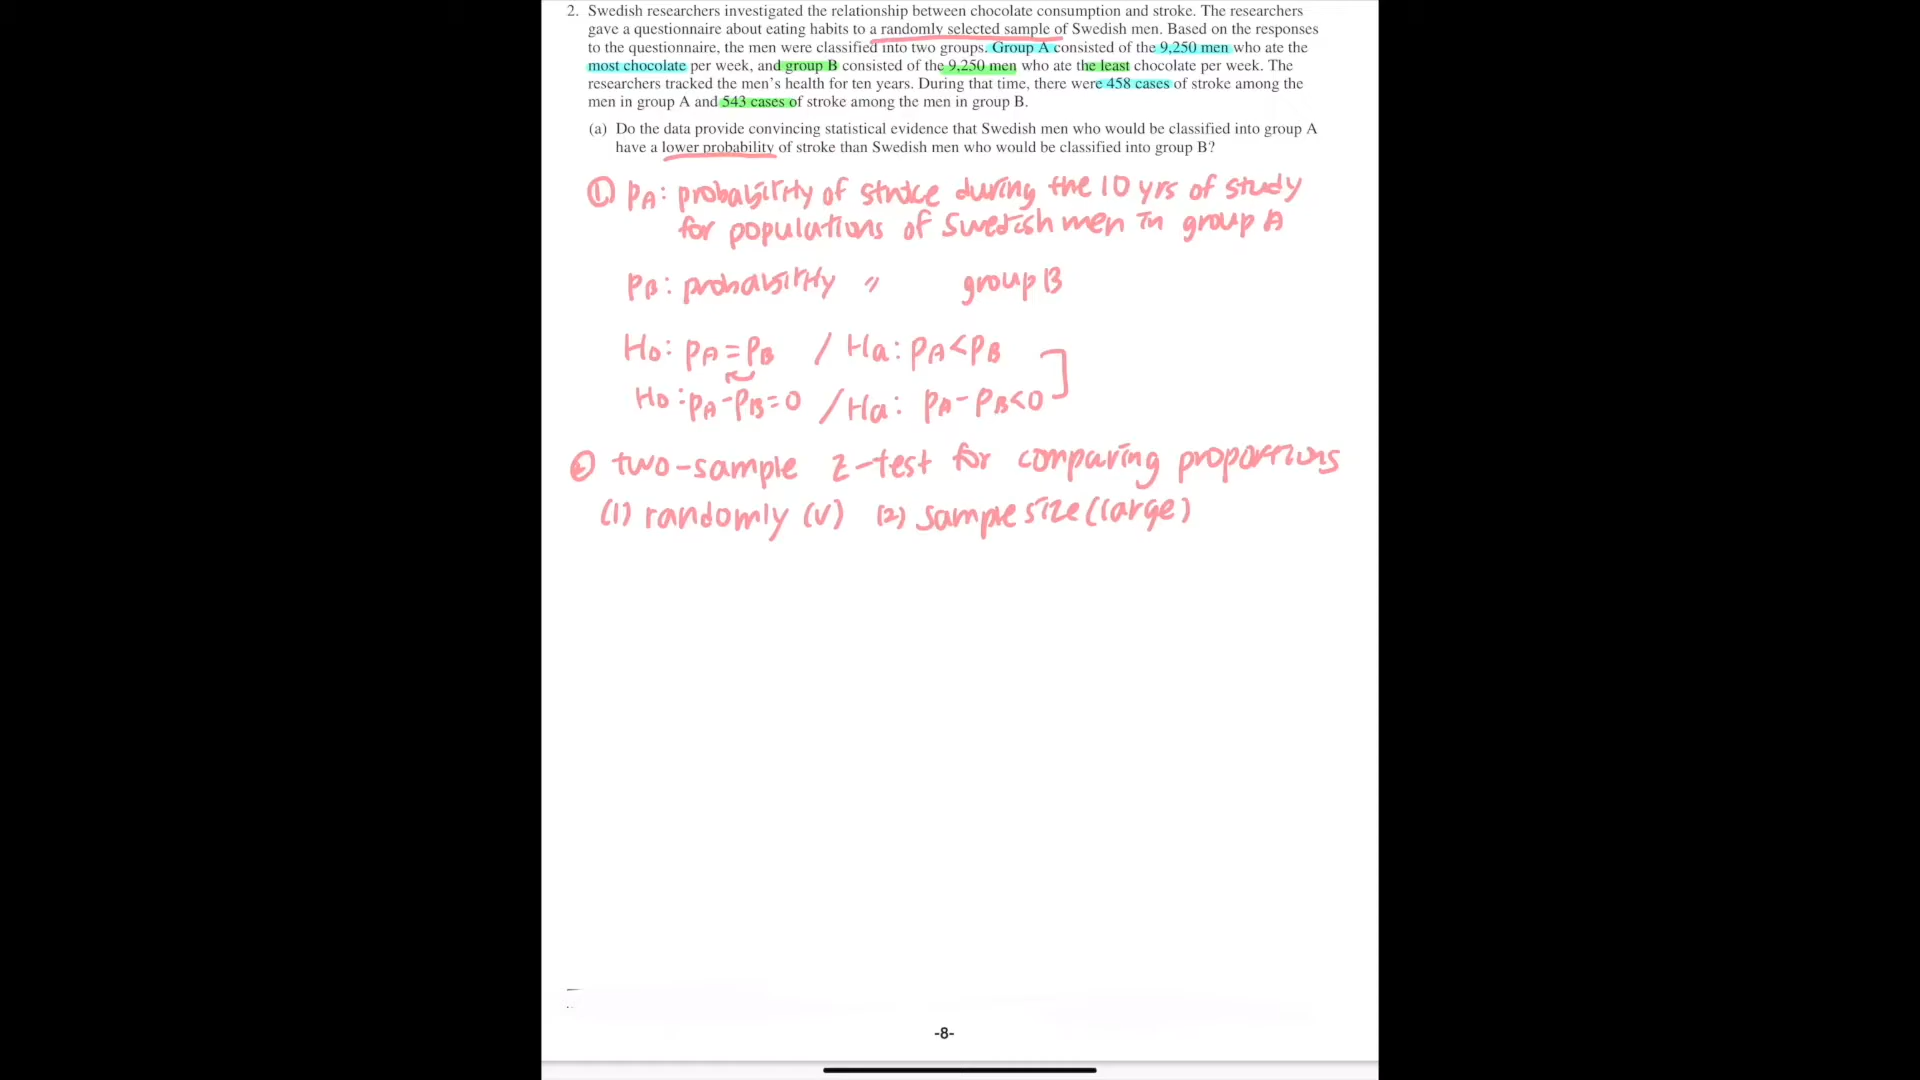 2. Swedish researchers investigated the relationship between chocolate consumption and stroke. The researchers
gave a questionnaire about eating habits to a randomly selected sample of Swedish men. Based on the responses
to the questionnaire, the men were classified into two groups. Group A consisted of the 9,250 men who ate the
most chocolate per week, and group B consisted of the 9,250 men who ate the least chocolate per week. The
researchers tracked the men's health for ten years. During that time, there were 458 cases of stroke among the
men in group A and 543 cases of stroke among the men in group B.
(a) Do the data provide convincing statistical evidence that Swedish men who would be classified into group A
have a lower probability of stroke than Swedish men who would be classified into group B?
① PA: probability of stroke during the 10 yrs of study
for populations of Swedish men in group A
PB: probability 〃 group B
H0: PA=PB / Ha: PA<PB
H0: PA-PB=0 / Ha: PA-PB<0
② two-sample z-test for comparing proportions
(1) randomly (v) (2) sample size (large)
-8-